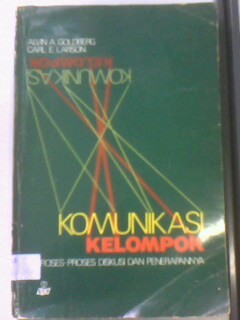 ALVIN A. GOLDBERG
CARL E. LARSON
KOMUNIKASI
KELOMPOK
KOMUNIKASI
KELOMPOK
PROSES-PROSES DISKUSI DAN PENERAPANNYA